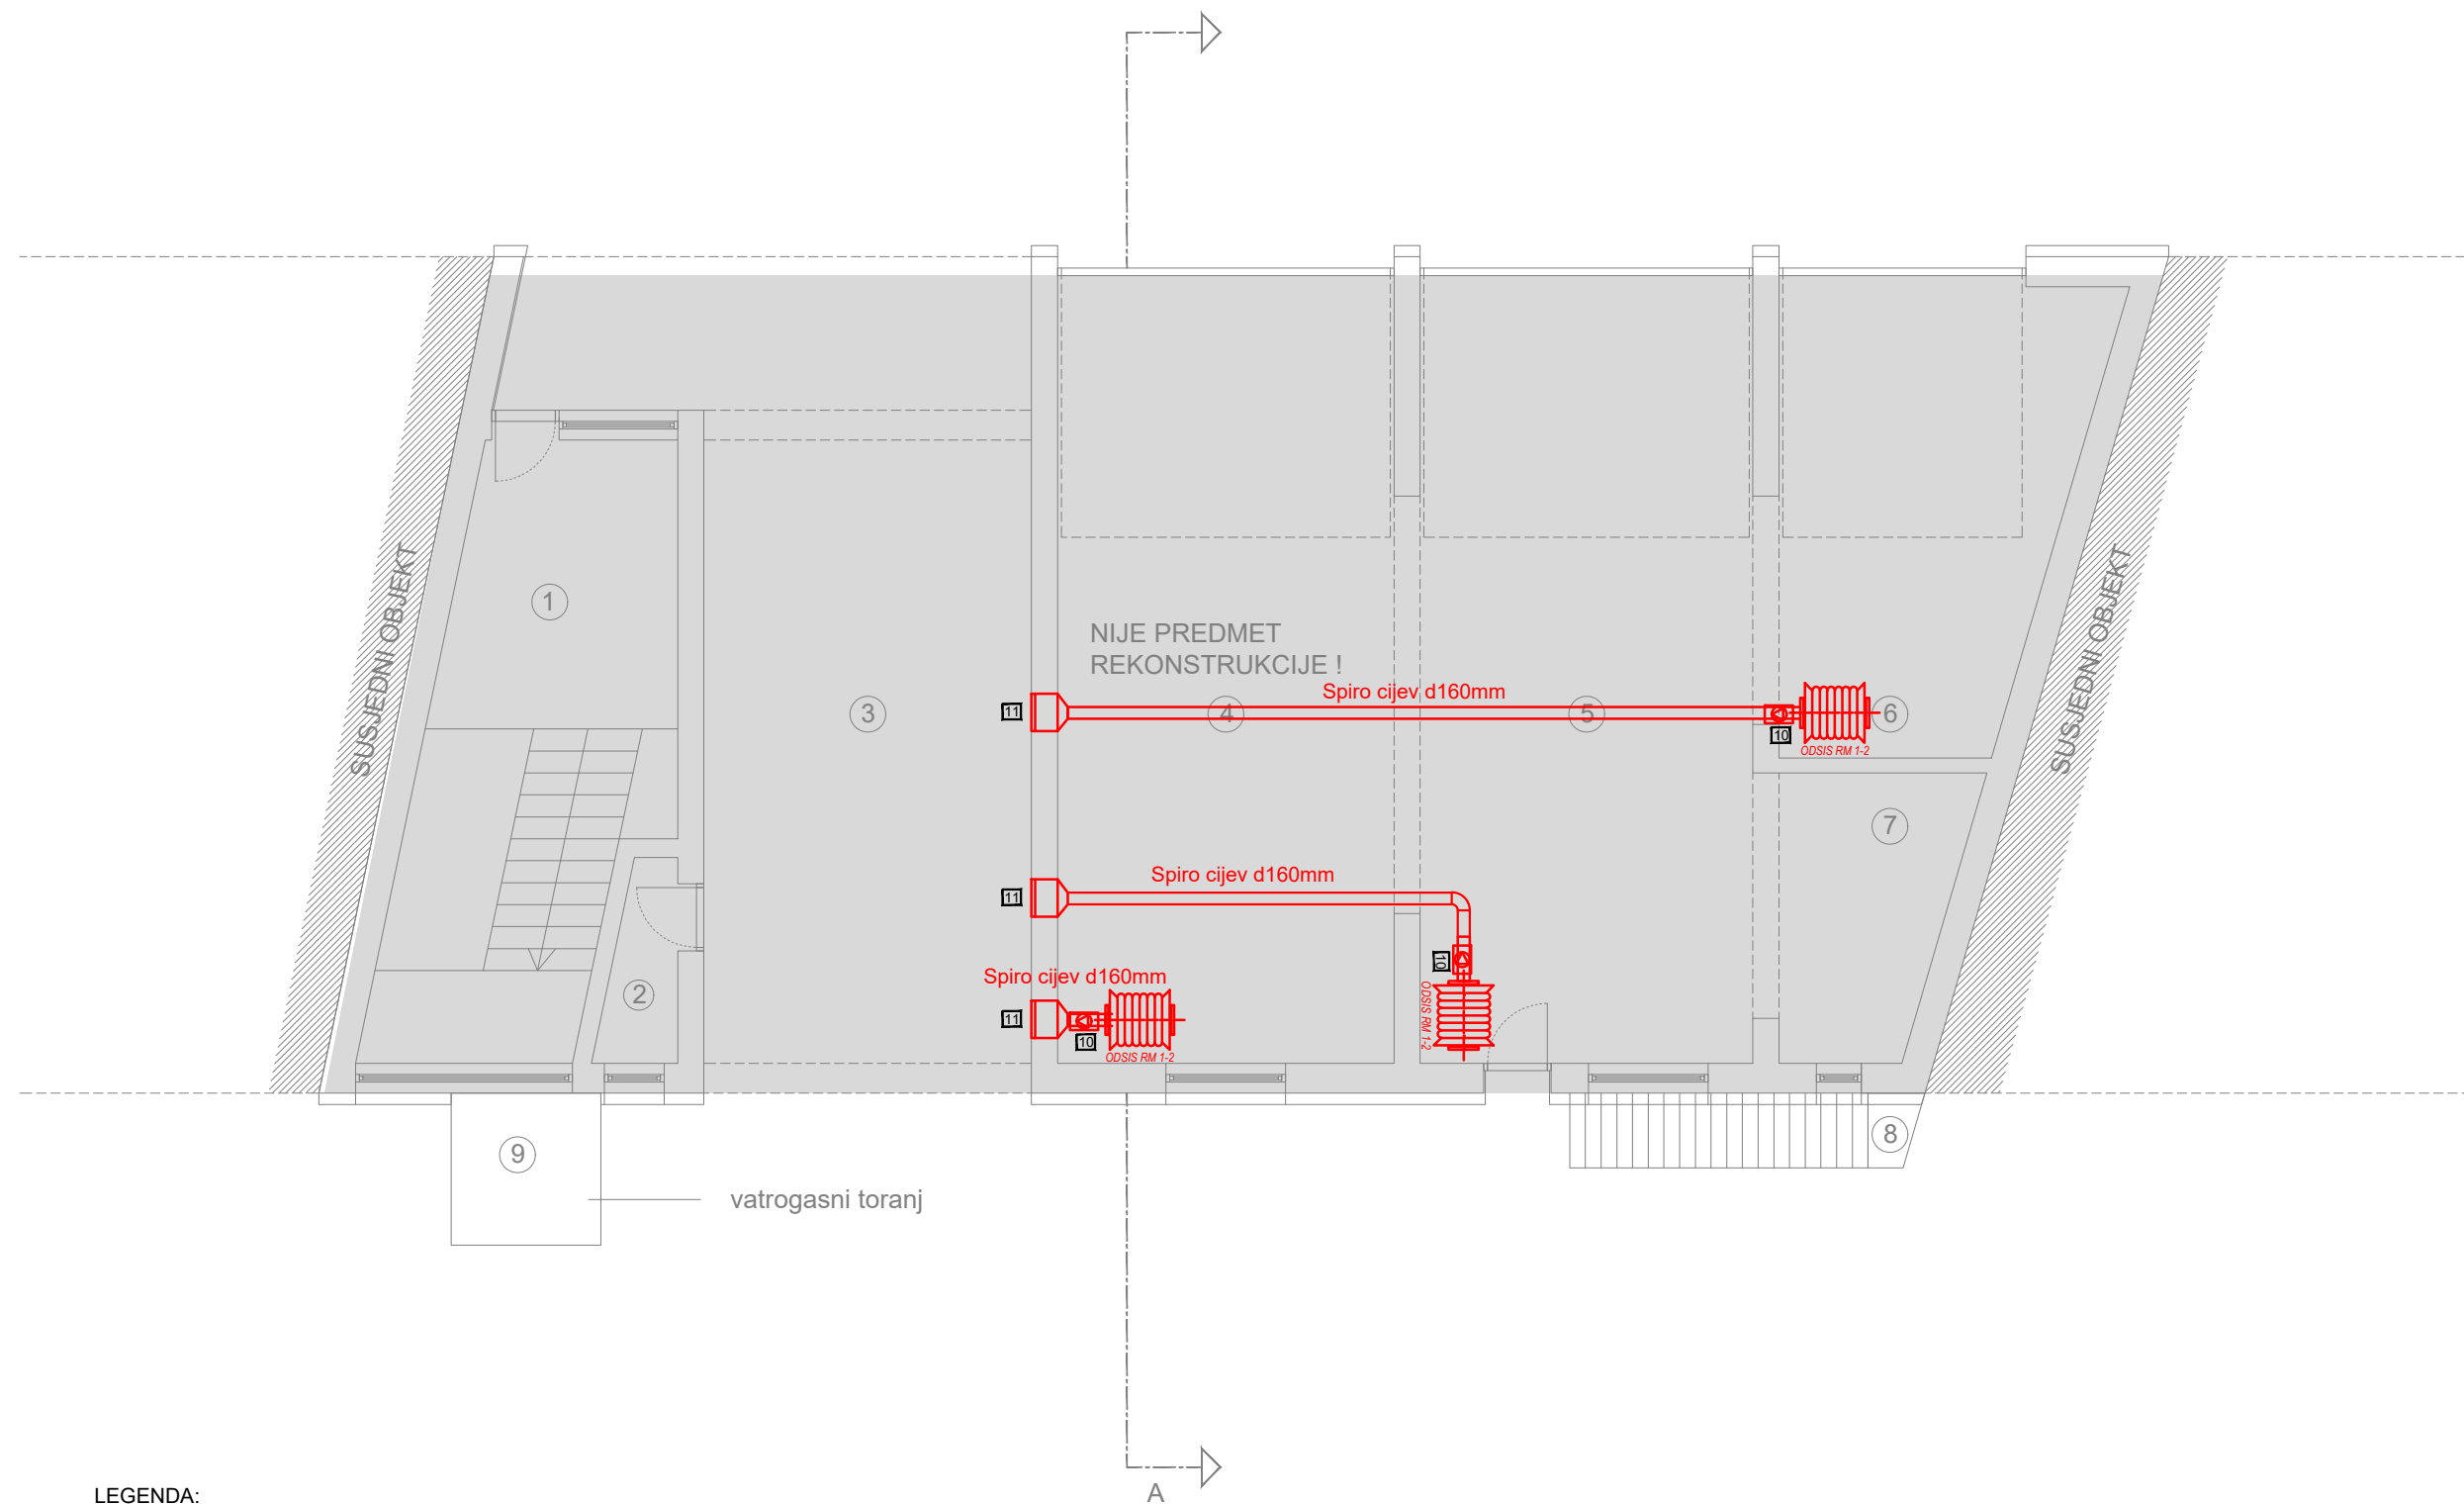 SUSJEDNI OBJEKT
SUSJEDNI OBJEKT
1
NIJE PREDMET
REKONSTRUKCIJE !
Spiro cijev d160mm
11
3
4
5
6
10
ODSIS RM 1-2
7
Spiro cijev d160mm
11
10
ODSIS RM 1-2
Spiro cijev d160mm
2
11
10
ODSIS RM 1-2
8
9
vatrogasni toranj
A
LEGENDA: